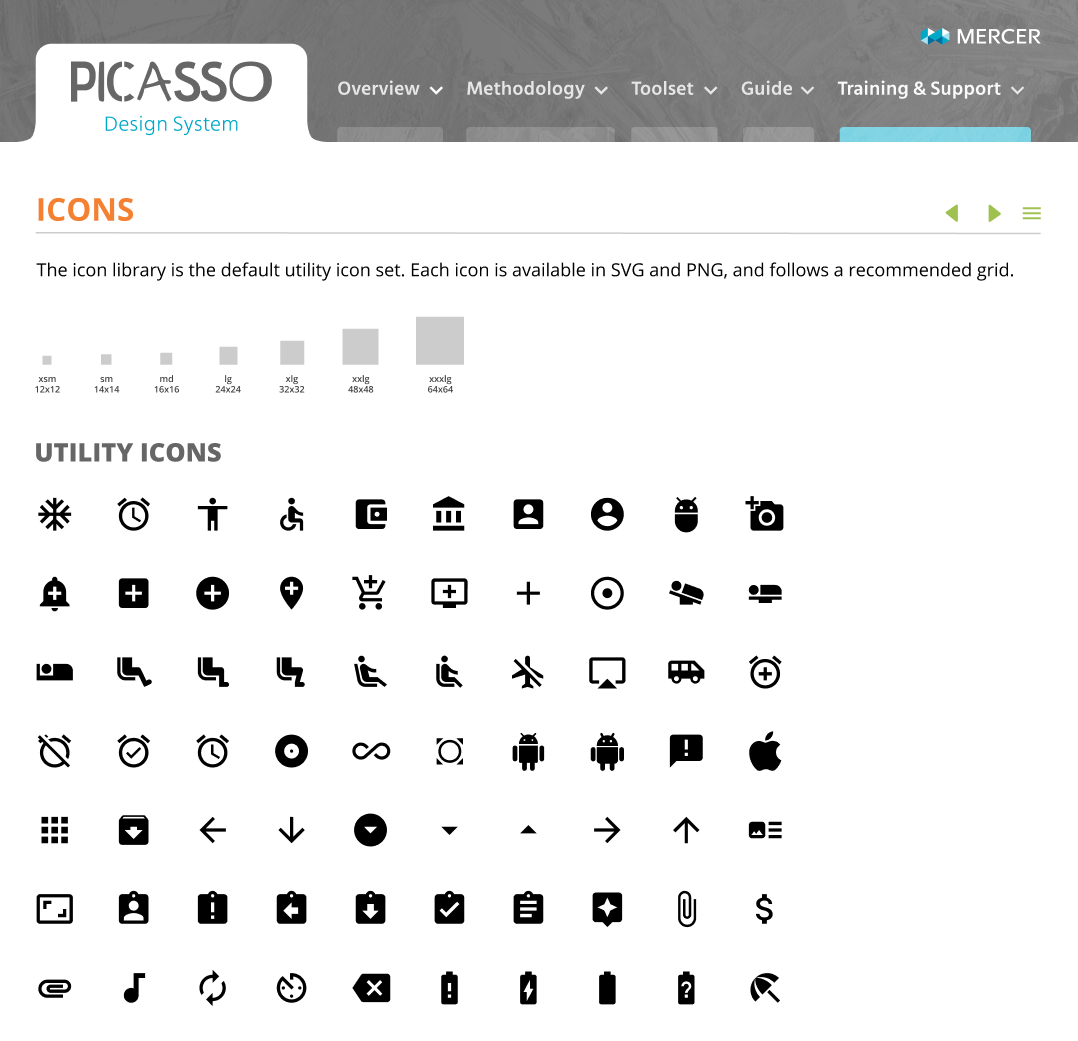 MERCER
PICASSO
Design System
Overview Methodology Toolset Guide Training & Support
ICONS
The icon library is the default utility icon set. Each icon is available in SVG and PNG, and follows a recommended grid.
xsm sm md lg xlg xxlg xxxlg
12x12 14x14 16x16 24x24 32x32 48x48 64x64
UTILITY ICONS